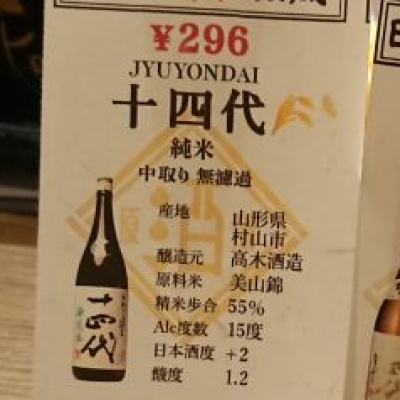 ¥296
JYUYONDAI
十四代
純米
中取り 無濾過
産地 山形県
村山市
醸造元 高木酒造
原料米 美山錦
精米歩合 55%
Alc度数 15度
日本酒度 +2
酸度 1.2
酒
十四代